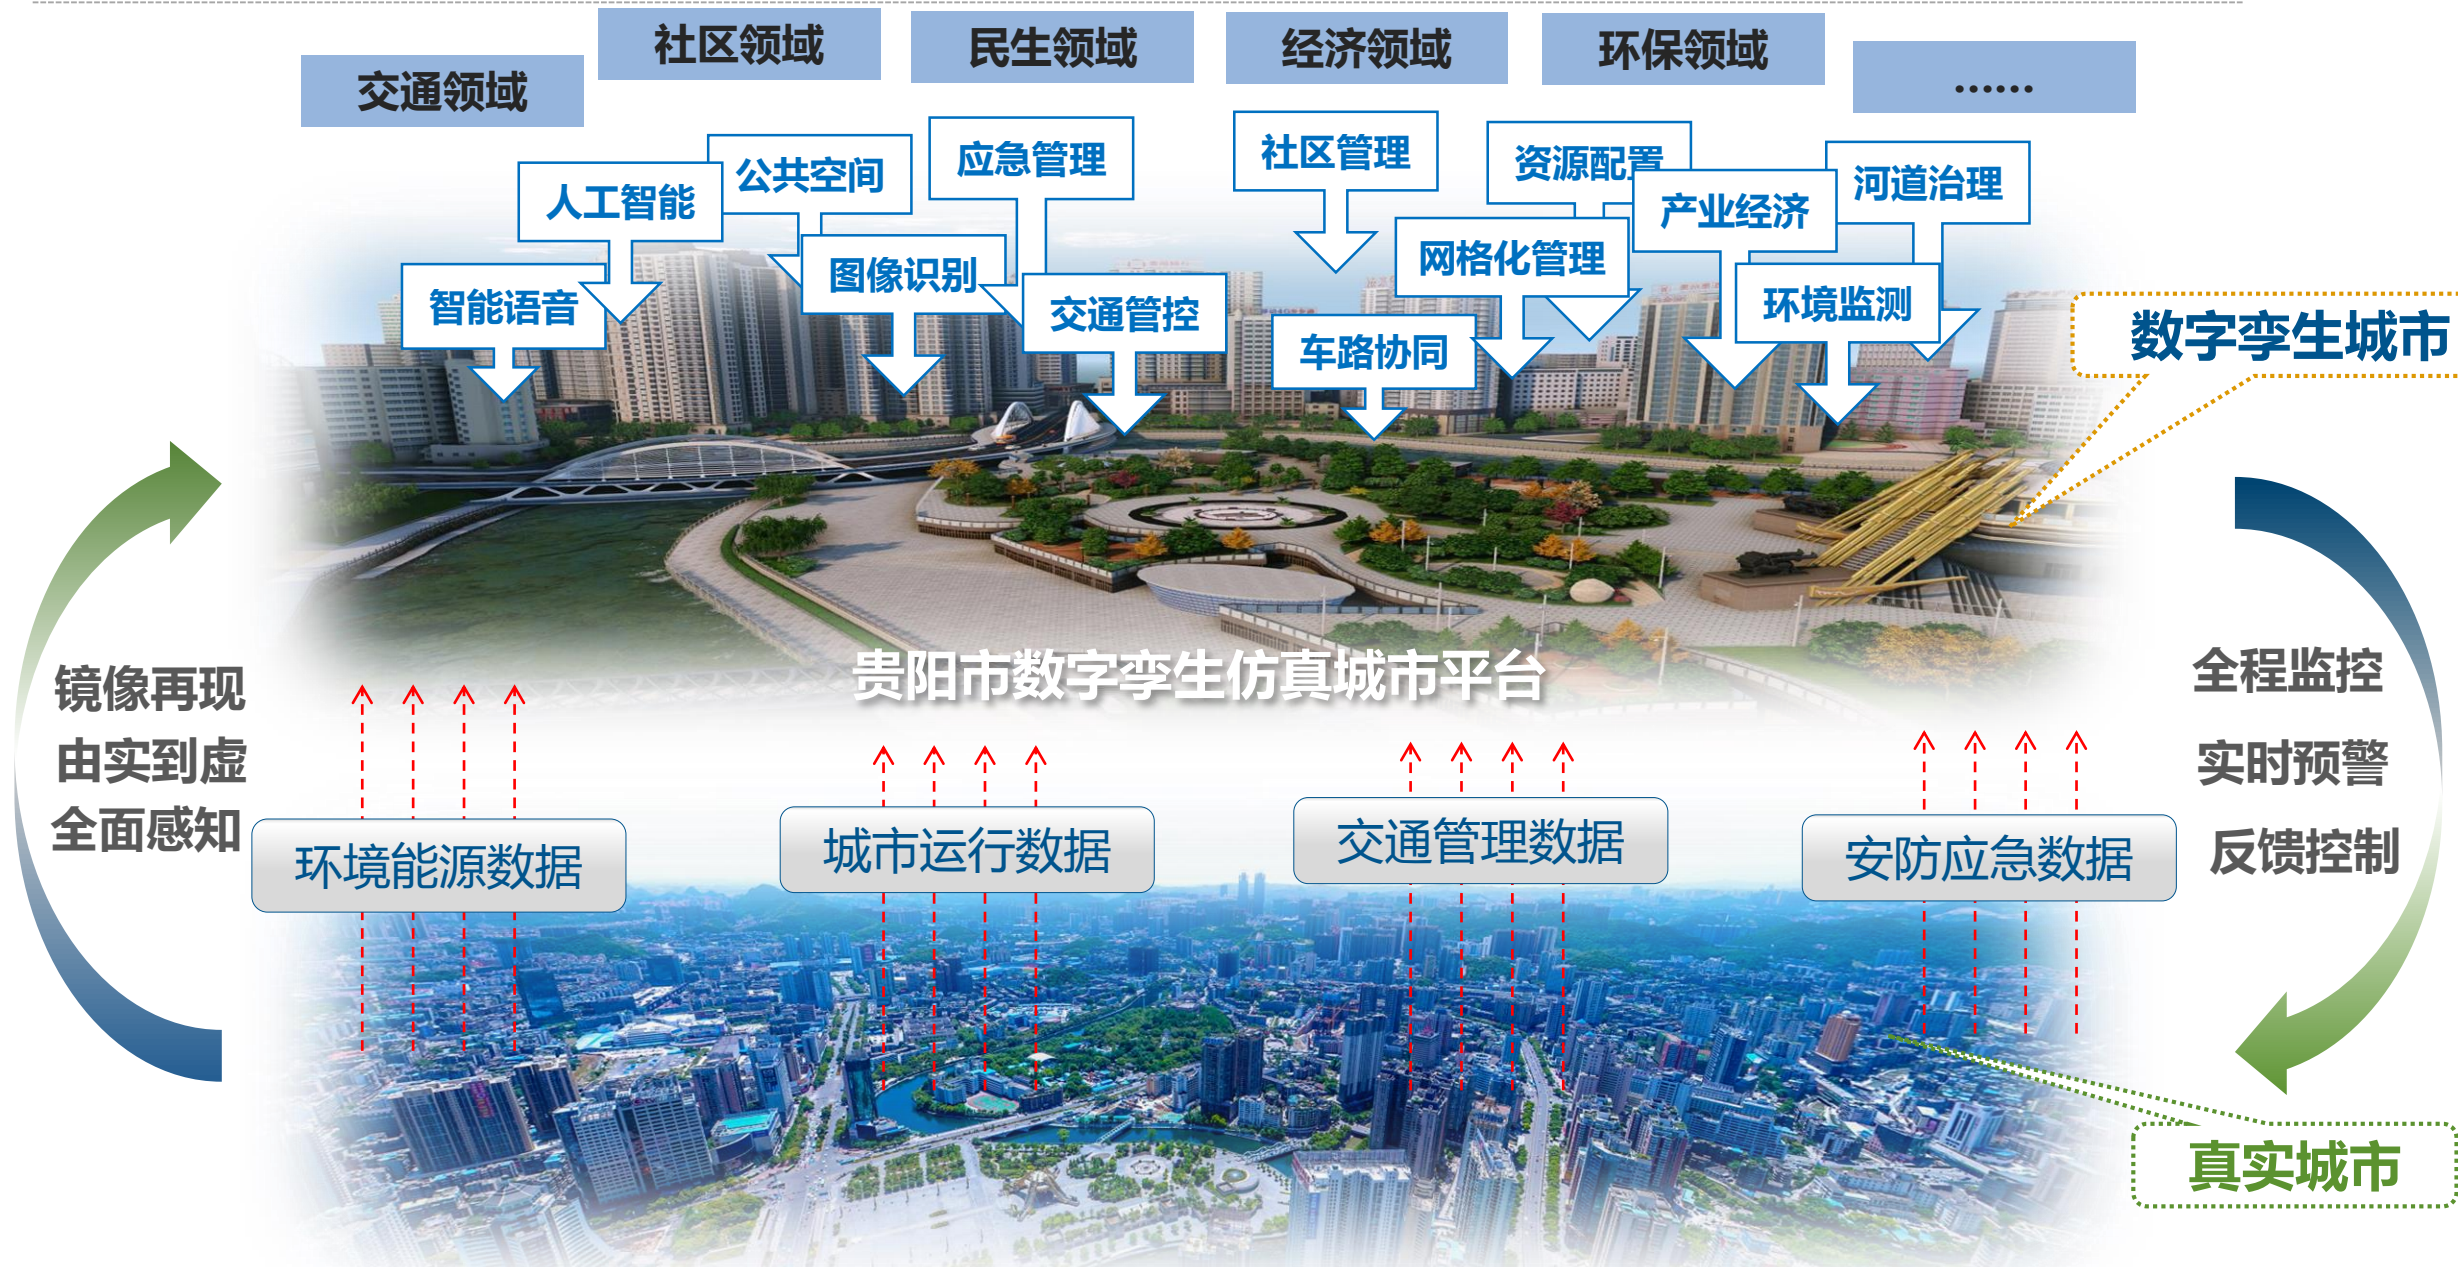 社区领域
民生领域
经济领域
环保领域
交通领域
……
应急管理
社区管理
资源配置
公共空间
河道治理
人工智能
产业经济
网格化管理
图像识别
智能语音
环境监测
交通管控
车路协同
数字孪生城市
贵阳市数字孪生仿真城市平台
镜像再现
由实到虚
全面感知
全程监控
实时预警
反馈控制
环境能源数据
城市运行数据
交通管理数据
安防应急数据
真实城市